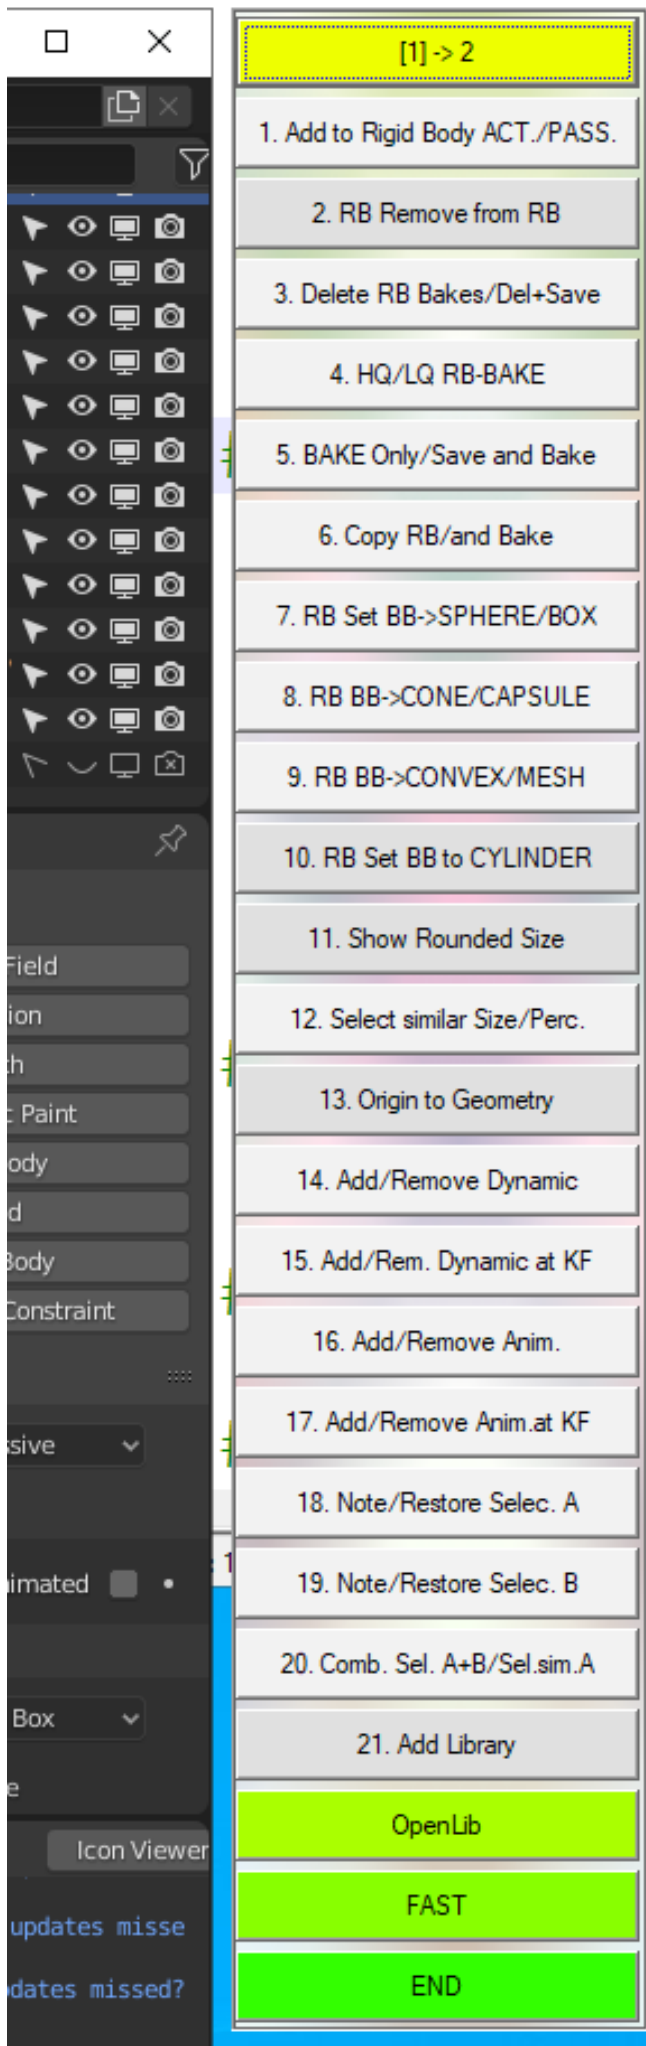 [1] -> 2
1. Add to Rigid Body ACT./PASS.
2. RB Remove from RB
3. Delete RB Bakes/Del+Save
4. HQ/LQ RB-BAKE
5. BAKE Only/Save and Bake
6. Copy RB/and Bake
7. RB Set BB->SPHERE/BOX
8. RB BB->CONE/CAPSULE
9. RB BB->CONVEX/MESH
10. RB Set BB to CYLINDER
11. Show Rounded Size
12. Select similar Size/Perc.
13. Origin to Geometry
14. Add/Remove Dynamic
15. Add/Rem. Dynamic at KF
16. Add/Remove Anim.
17. Add/Remove Anim.at KF
18. Note/Restore Selec. A
19. Note/Restore Selec. B
20. Comb. Sel. A+B/Sel.sim.A
21. Add Library
OpenLib
FAST
END
Field
ion
th
c Paint
ody
d
Body
Constraint
ssive
imated
1
Box
e
Icon Viewer
updates misse
dates missed?